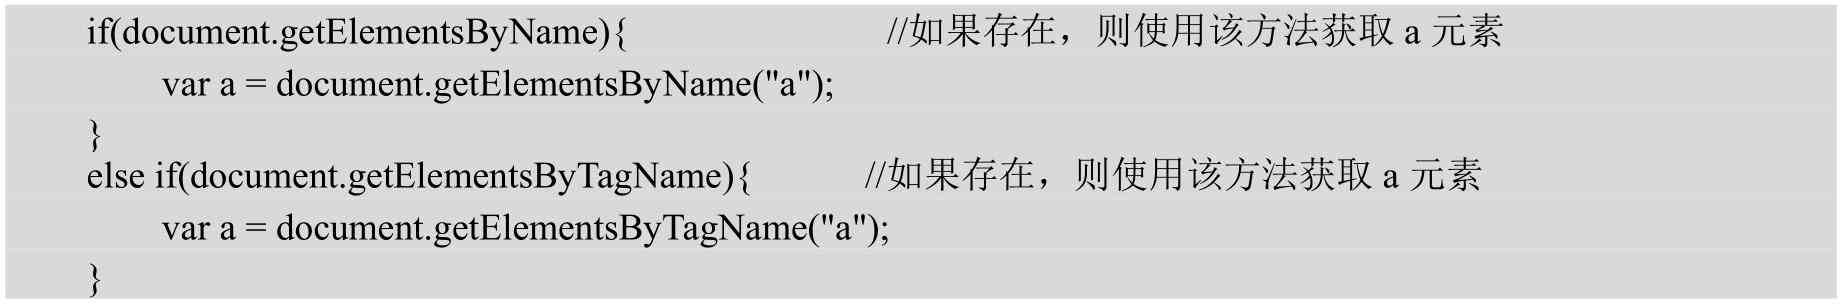 if(document.getElementsByName){ //如果存在，则使用该方法获取 a 元素
var a = document.getElementsByName("a");
}
else if(document.getElementsByTagName){ //如果存在，则使用该方法获取 a 元素
var a = document.getElementsByTagName("a");
}